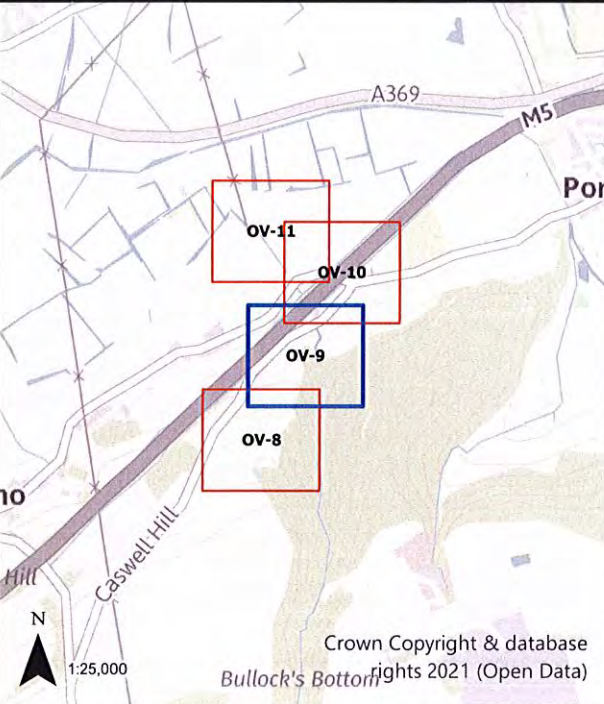 A369
M5
Por
OV-11
OV-10
OV-9
OV-8
no
Hill
Caswell Hill
N
1:25,000
Bullock's Bottom
Crown Copyright & database
rights 2021 (Open Data)